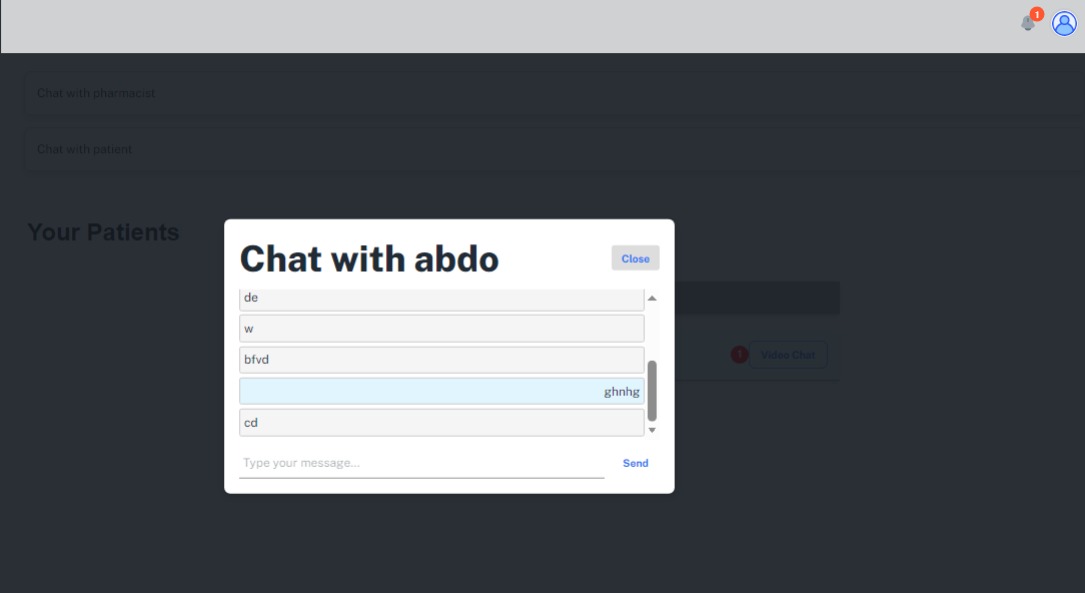 1
Chat with pharmacist
Chat with patient
Your Patients
Chat with abdo
Close
de
w
bfvd
ghnhg
cd
Type your message...
Send
! Video Chat